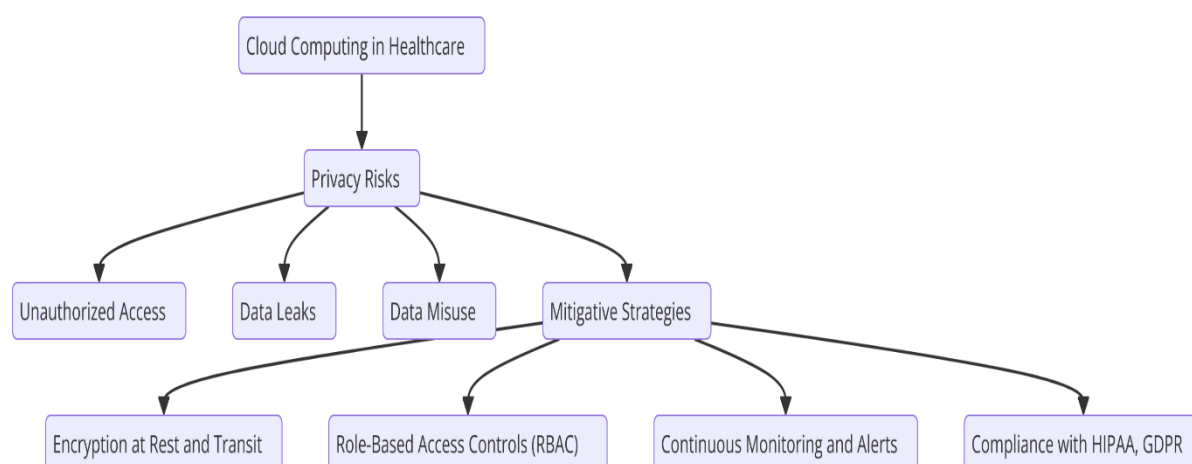 Cloud Computing in Healthcare
Privacy Risks
Unauthorized Access
Data Leaks
Data Misuse
Mitigative Strategies
Encryption at Rest and Transit
Role-Based Access Controls (RBAC)
Continuous Monitoring and Alerts
Compliance with HIPAA, GDPR